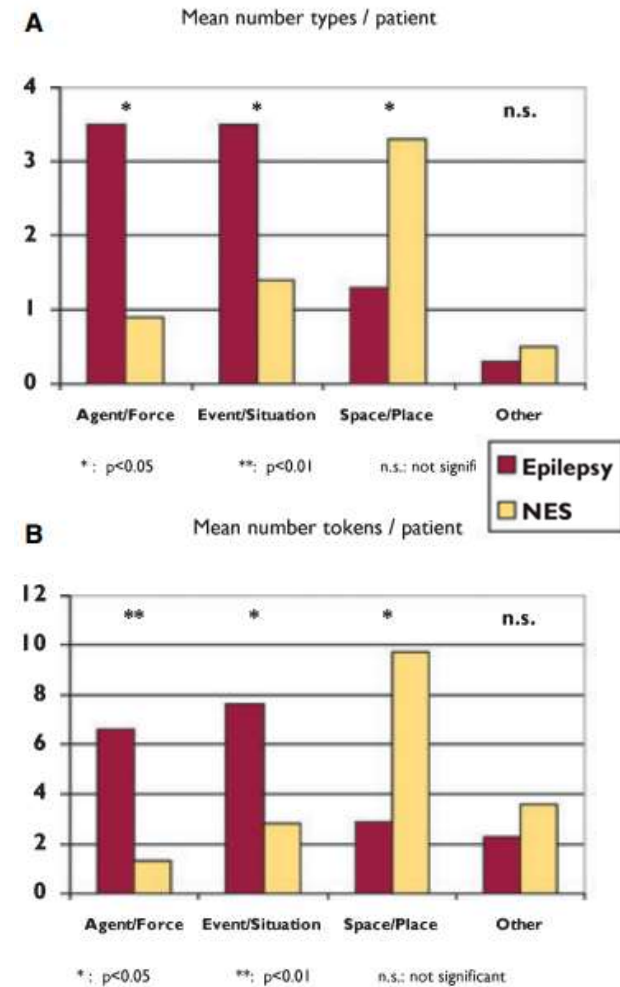 A
Mean number types / patient
4
* * * n.s.
3
2
1
0
Agent/Force Event/Situation Space/Place Other
* : p<0.05 **: p<0.01 n.s.: not signifi
Epilepsy
NES
B
Mean number tokens / patient
12
** * * n.s.
10
8
6
4
2
0
Agent/Force Event/Situation Space/Place Other
* : p<0.05 **: p<0.01 n.s.: not significant